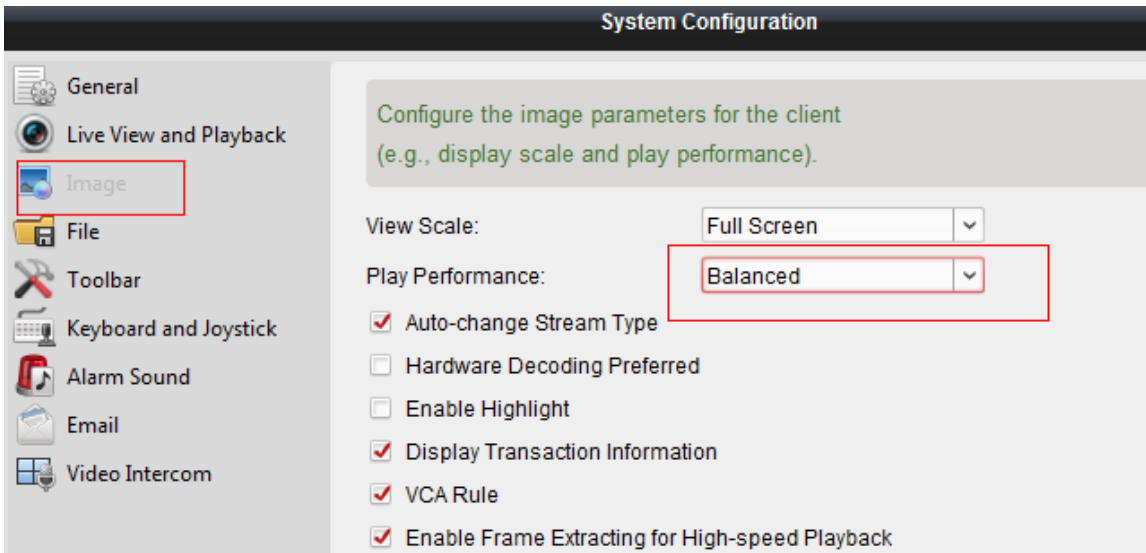 System Configuration
General
Live View and Playback
Image
File
Toolbar
Keyboard and Joystick
Alarm Sound
Email
Video Intercom
Configure the image parameters for the client
(e.g., display scale and play performance).
View Scale: Full Screen
Play Performance: Balanced
Auto-change Stream Type
Hardware Decoding Preferred
Enable Highlight
Display Transaction Information
VCA Rule
Enable Frame Extracting for High-speed Playback